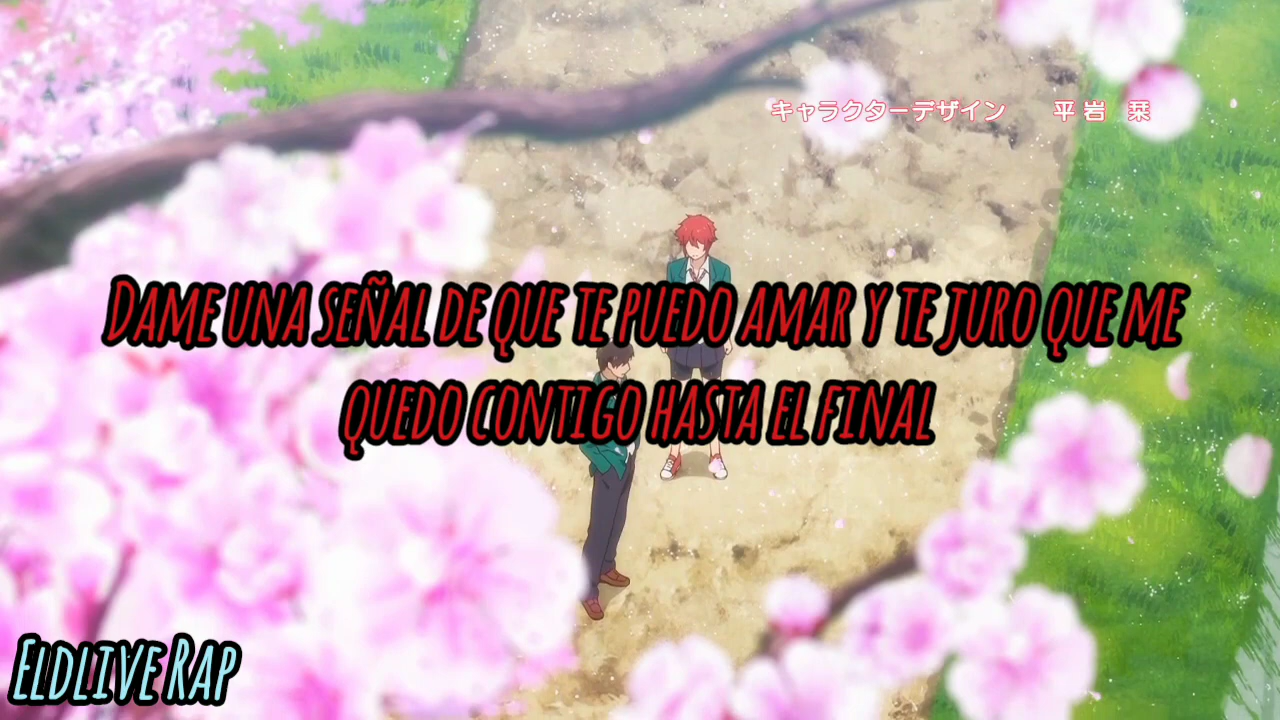 キャラクターデザイン 平岩 栞
Dame una señal de que te puedo amar y te juro que me
quedo contigo hasta el final
Eldlive Rap